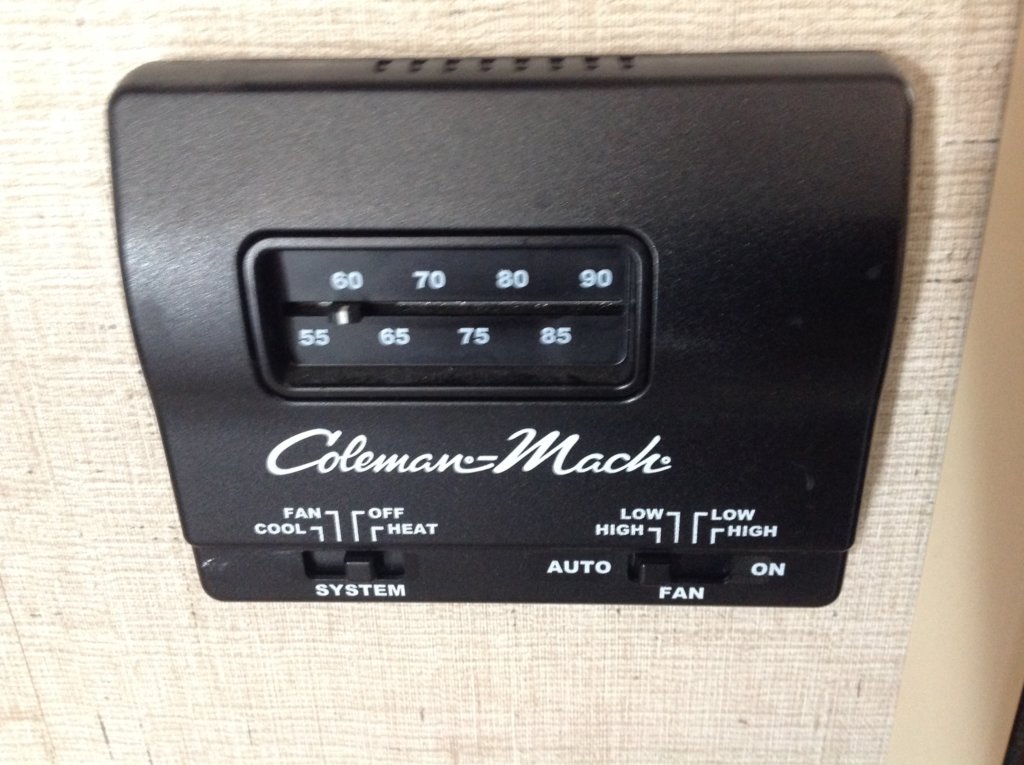 60 70 80 90
55 65 75 85
Coleman-Mach
FAN OFF
COOL HEAT
LOW LOW
HIGH HIGH
AUTO ON
SYSTEM
FAN